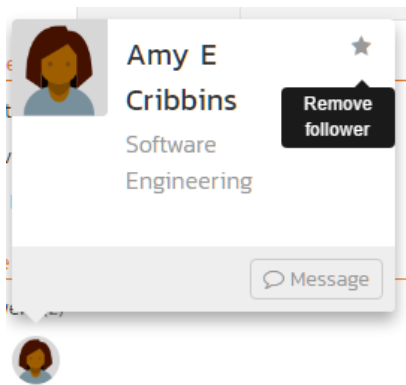 Amy E
Cribbins
Remove
follower
Software
Engineering
Message